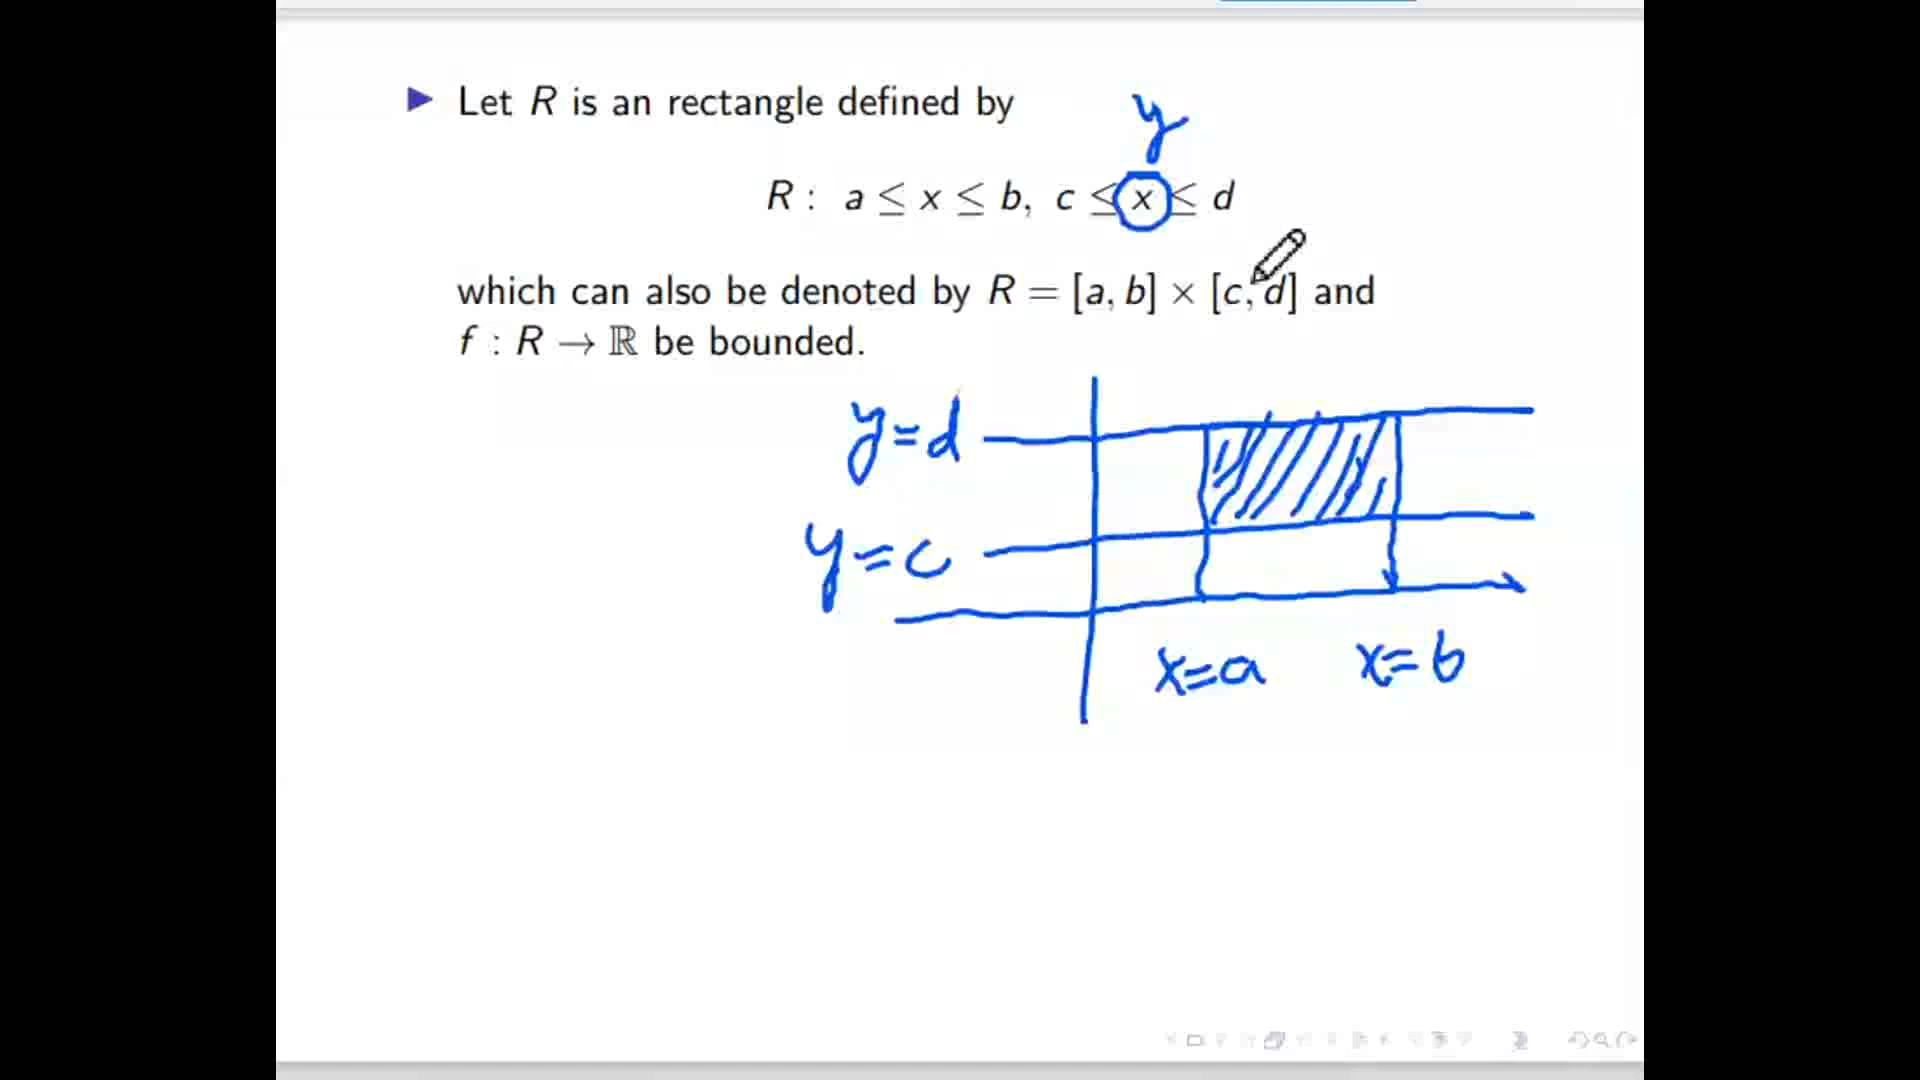 ▶ Let R is an rectangle defined by
y
R : a ≤ x ≤ b, c ≤ x ≤ d
which can also be denoted by R = [a, b] × [c, d] and
f : R → ℝ be bounded.
y=d
y=c
x=a x=b